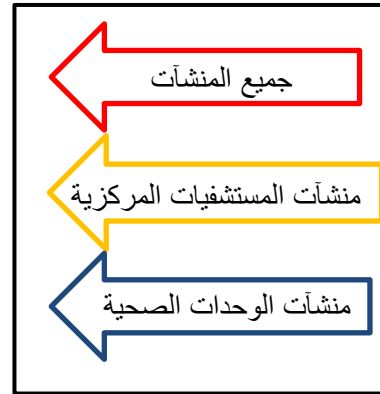 جميع المنشآت
منشآت المستشفيات المركزية
منشآت الوحدات الصحية